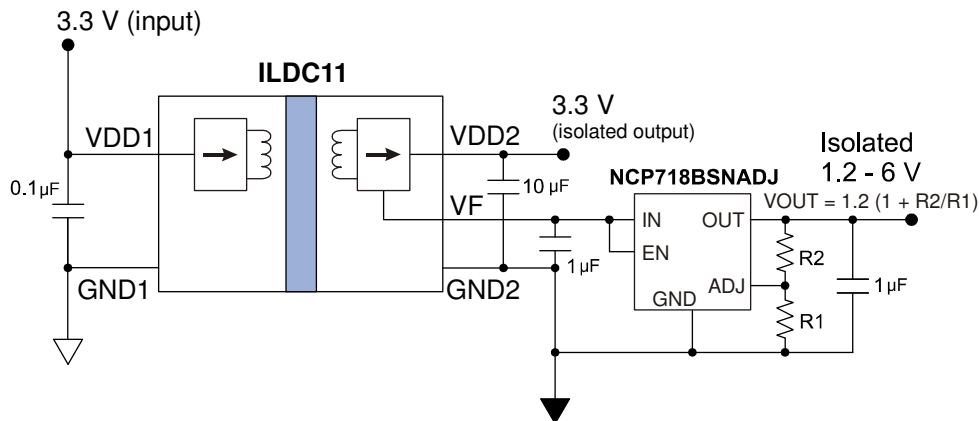 3.3 V (input)
ILDC11
VDD1
VDD2
3.3 V
(isolated output)
Isolated
1.2 - 6 V
0.1µF
10 µF
NCP718BSNADJ
VOUT = 1.2 (1 + R2/R1)
VF
IN
OUT
EN
R2
1µF
GND1
GND2
GND
ADJ
1µF
R1